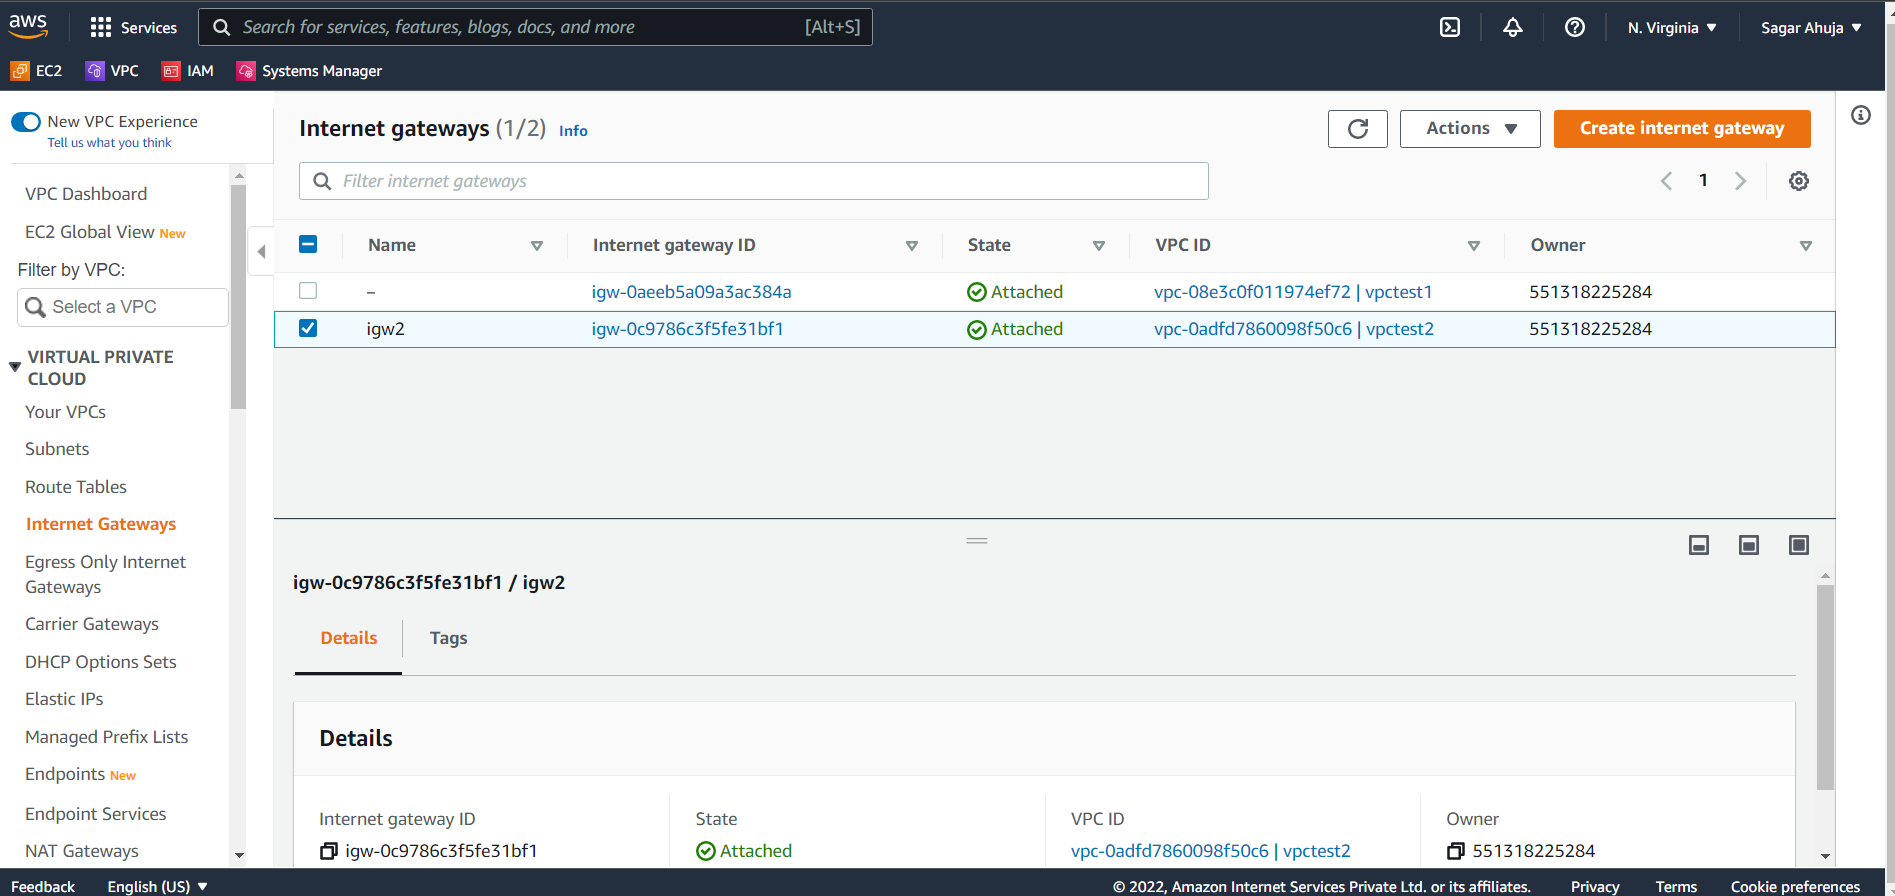 aws
Services
Search for services, features, blogs, docs, and more
[Alt+S]
N. Virginia
Sagar Ahuja
EC2
VPC
IAM
Systems Manager
New VPC Experience
Tell us what you think
VPC Dashboard
EC2 Global View New
Filter by VPC:
Select a VPC
VIRTUAL PRIVATE
CLOUD
Your VPCs
Subnets
Route Tables
Internet Gateways
Egress Only Internet
Gateways
Carrier Gateways
DHCP Options Sets
Elastic IPs
Managed Prefix Lists
Endpoints New
Endpoint Services
NAT Gateways
Internet gateways (1/2) Info
Actions
Create internet gateway
Filter internet gateways
1
Name Internet gateway ID State VPC ID Owner
– igw-0aeeb5a09a3ac384a Attached vpc-08e3c0f011974ef72 | vpctest1 551318225284
igw2 igw-0c9786c3f5fe31bf1 Attached vpc-0adfd7860098f50c6 | vpctest2 551318225284
igw-0c9786c3f5fe31bf1 / igw2
Details
Tags
Details
Internet gateway ID State VPC ID Owner
igw-0c9786c3f5fe31bf1 Attached vpc-0adfd7860098f50c6 | vpctest2 551318225284
Feedback
English (US)
© 2022, Amazon Internet Services Private Ltd. or its affiliates.
Privacy
Terms
Cookie preferences